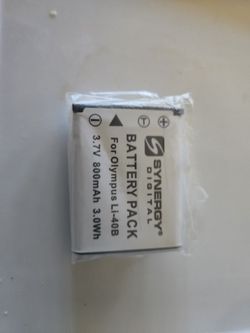 SYNERGY
DIGITAL
BATTERY PACK
For Olympus Li-40B
3.7V 800mAh 3.0Wh